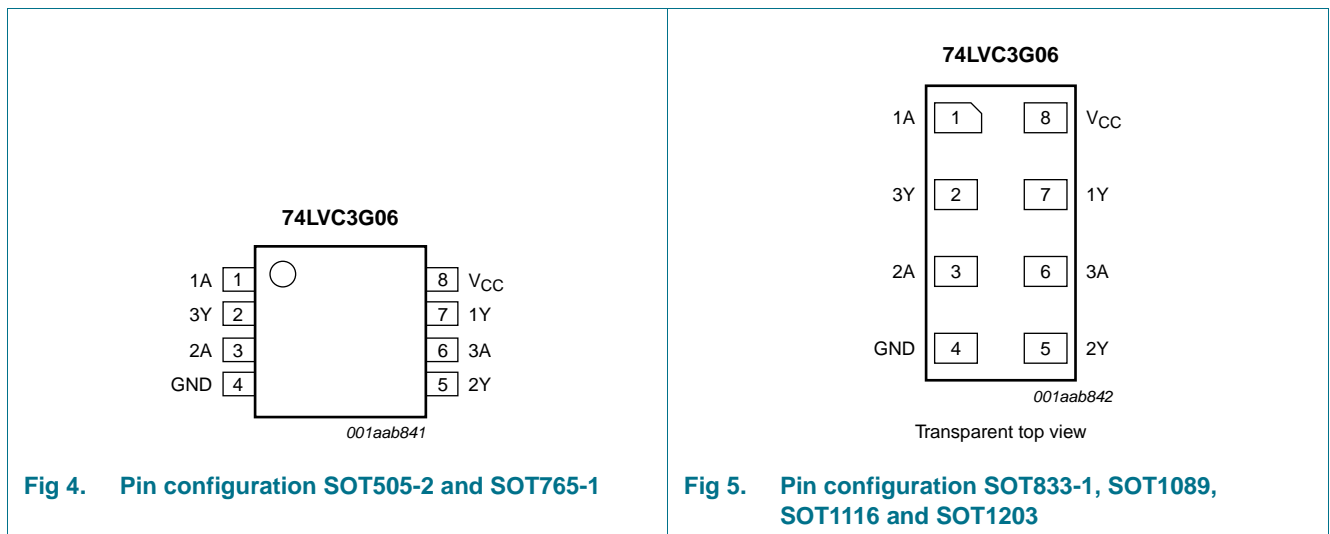 74LVC3G06
1A 1 8 VCC
3Y 2 7 1Y
2A 3 6 3A
GND 4 5 2Y
001aab841
Fig 4. Pin configuration SOT505-2 and SOT765-1
74LVC3G06
1A 1 8 VCC
3Y 2 7 1Y
2A 3 6 3A
GND 4 5 2Y
001aab842
Transparent top view
Fig 5. Pin configuration SOT833-1, SOT1089,
SOT1116 and SOT1203